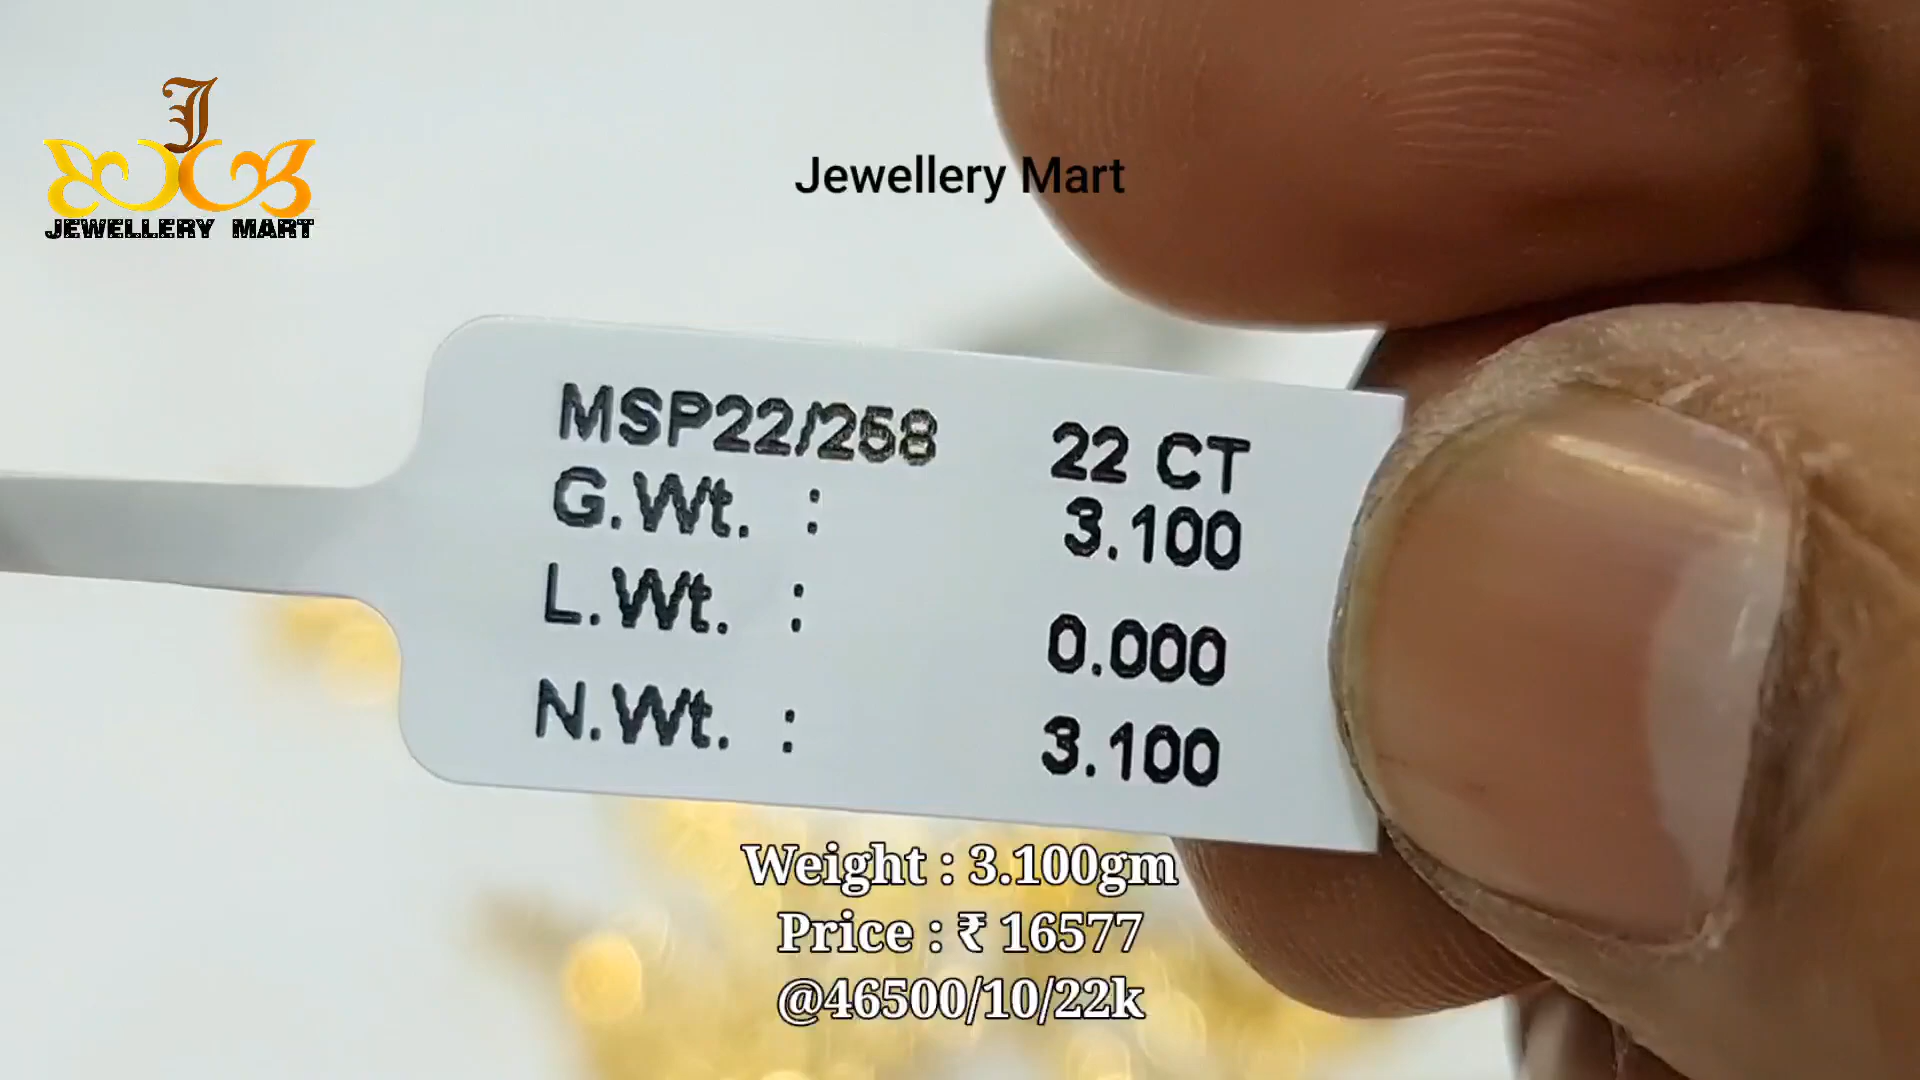 J
JEWELLERY MART
Jewellery Mart
MSP22/258 22 CT
G.Wt. : 3.100
L.Wt. : 0.000
N.Wt. : 3.100
Weight : 3.100gm
Price : ₹ 16577
@46500/10/22k